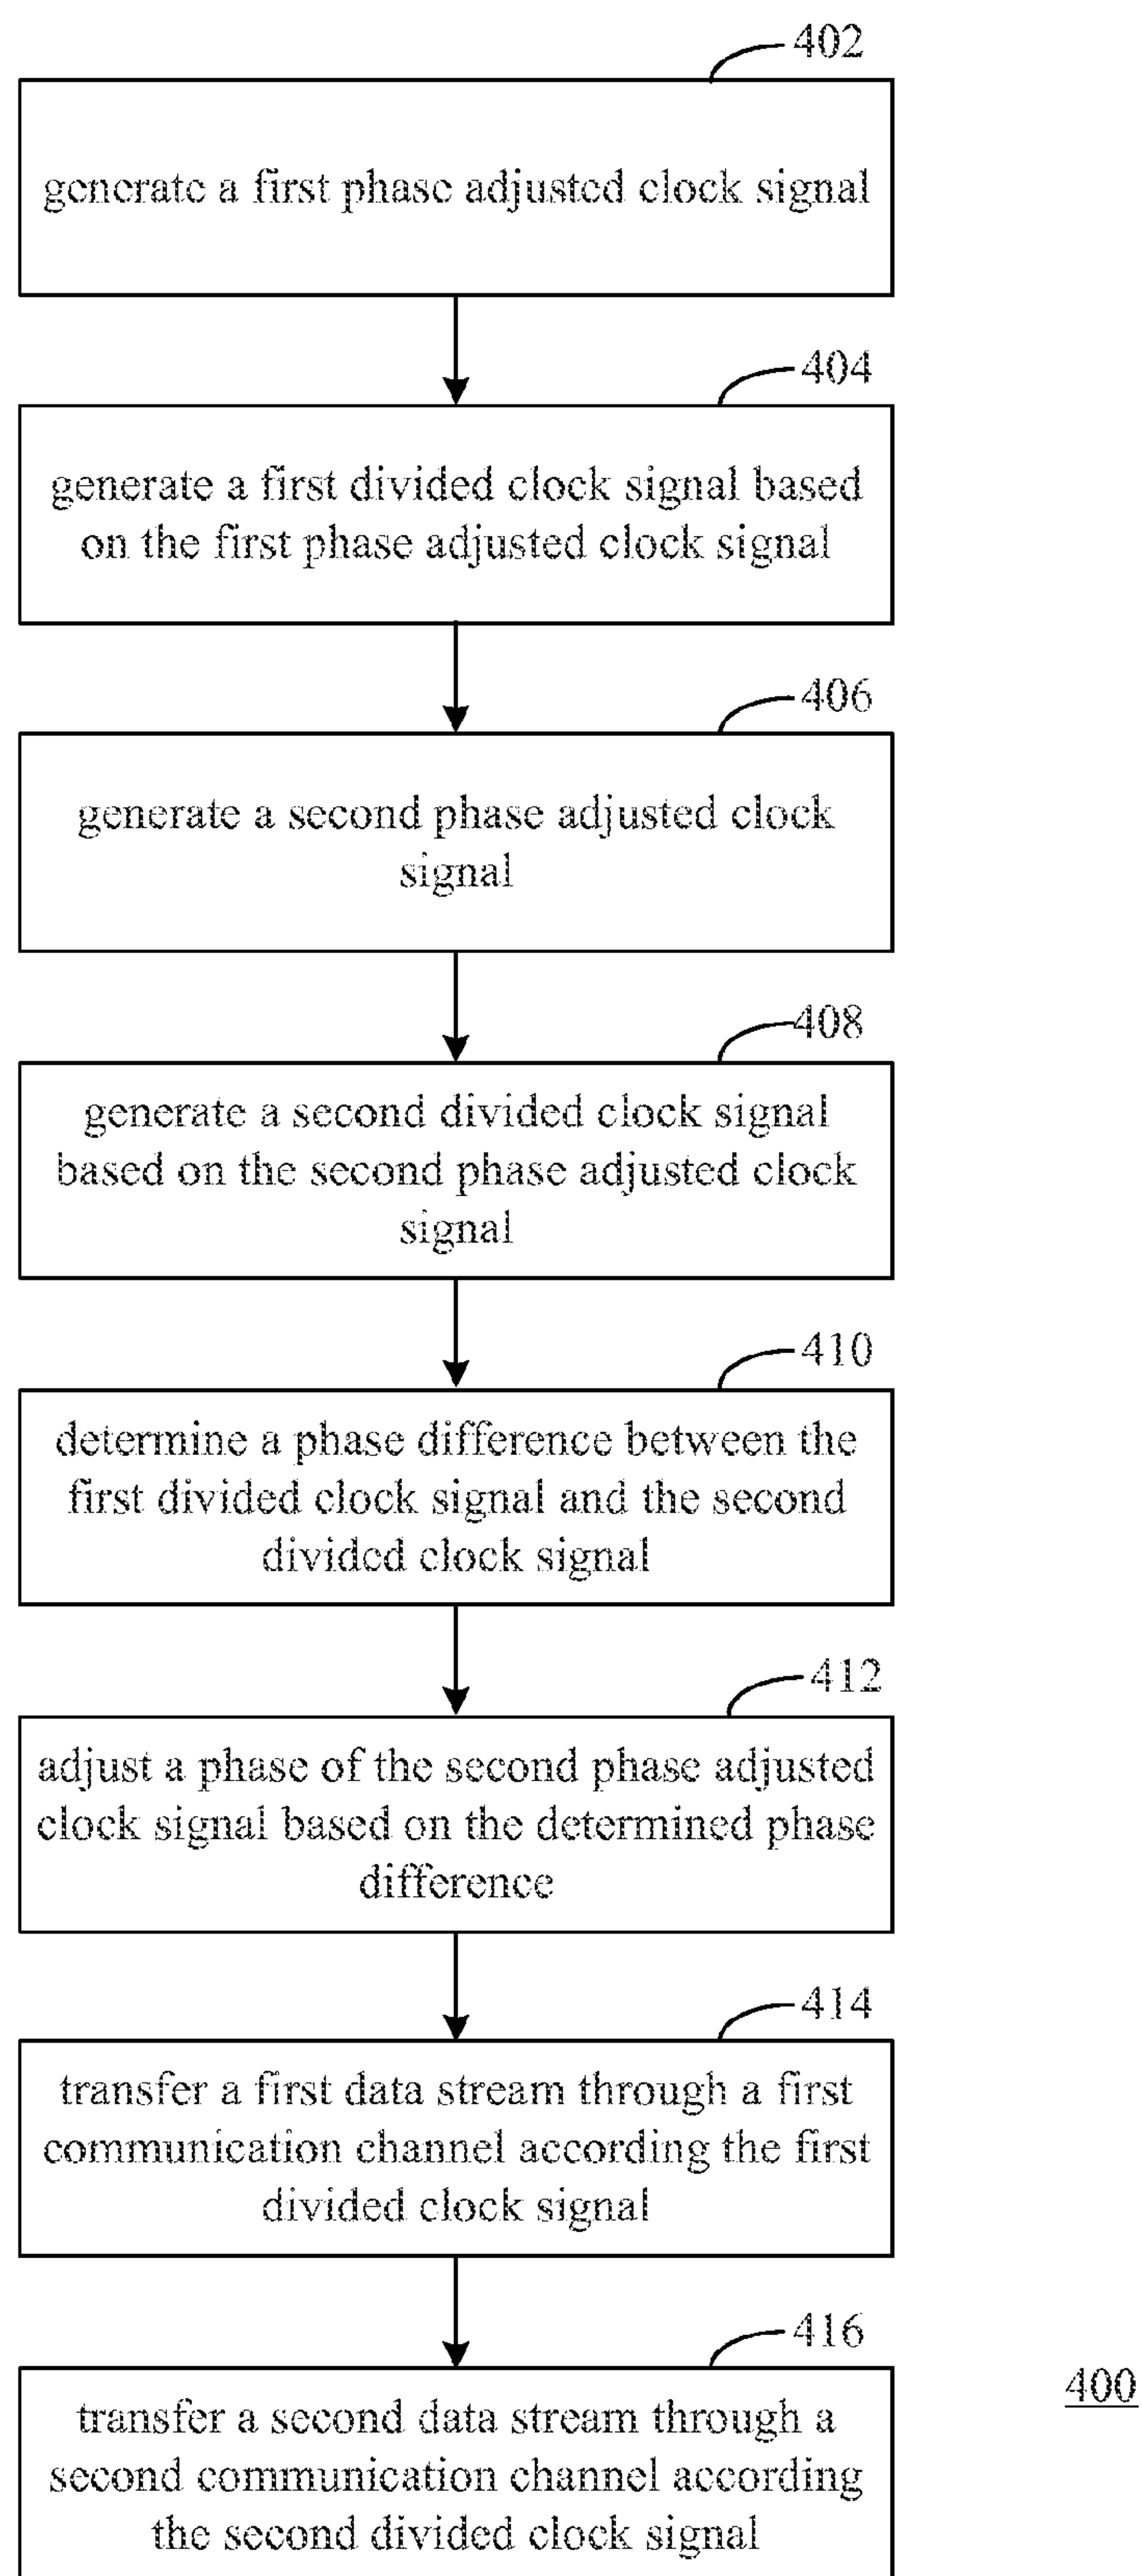 402
generate a first phase adjusted clock signal
404
generate a first divided clock signal based
on the first phase adjusted clock signal
406
generate a second phase adjusted clock
signal
408
generate a second divided clock signal
based on the second phase adjusted clock
signal
410
determine a phase difference between the
first divided clock signal and the second
divided clock signal
412
adjust a phase of the second phase adjusted
clock signal based on the determined phase
difference
414
transfer a first data stream through a first
communication channel according the first
divided clock signal
416
transfer a second data stream through a
second communication channel according
the second divided clock signal
400